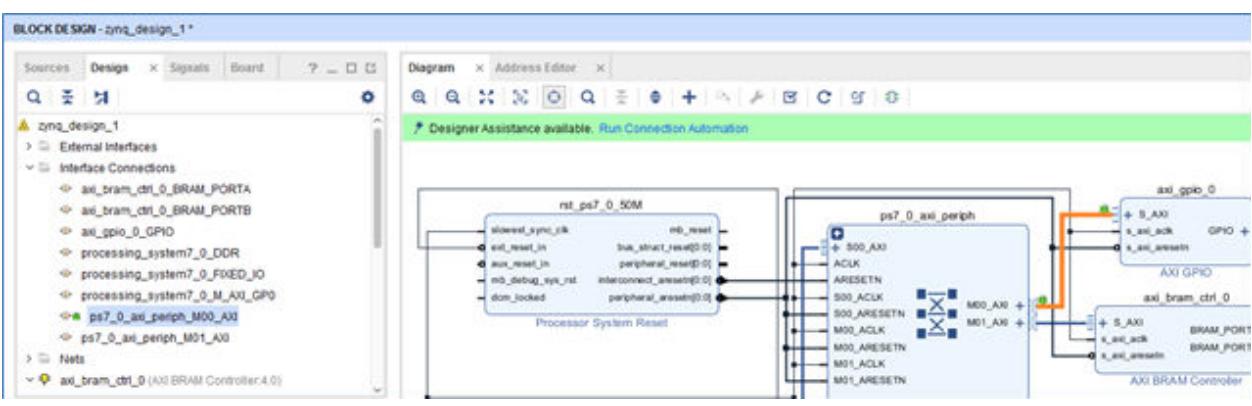 BLOCK DESIGN - zynq_design_1 *
Sources Design × Signals Board ? _
Diagram × Address Editor ×
zynq_design_1
External Interfaces
Interface Connections
axi_bram_ctrl_0_BRAM_PORTA
axi_bram_ctrl_0_BRAM_PORTB
axi_gpio_0_GPIO
processing_system7_0_DDR
processing_system7_0_FIXED_IO
processing_system7_0_M_AXI_GP0
ps7_0_axi_periph_M00_AXI
ps7_0_axi_periph_M01_AXI
Nets
axi_bram_ctrl_0 (AXI BRAM Controller:4.0)
Designer Assistance available. Run Connection Automation
rst_ps7_0_50M
slowest_sync_clk
ext_reset_in
aux_reset_in
mb_debug_sys_rst
dcm_locked
mb_reset
bus_struct_reset[0:0]
peripheral_reset[0:0]
interconnect_aresetn[0:0]
peripheral_aresetn[0:0]
Processor System Reset
ps7_0_axi_periph
S00_AXI
ACLK
ARESETN
S00_ACLK
S00_ARESETN
M00_ACLK
M00_ARESETN
M01_ACLK
M01_ARESETN
M00_AXI
M01_AXI
axi_gpio_0
S_AXI
s_axi_aclk
s_axi_aresetn
GPIO
AXI GPIO
axi_bram_ctrl_0
S_AXI
s_axi_aclk
s_axi_aresetn
BRAM_PORT
BRAM_PORT
AXI BRAM Controller